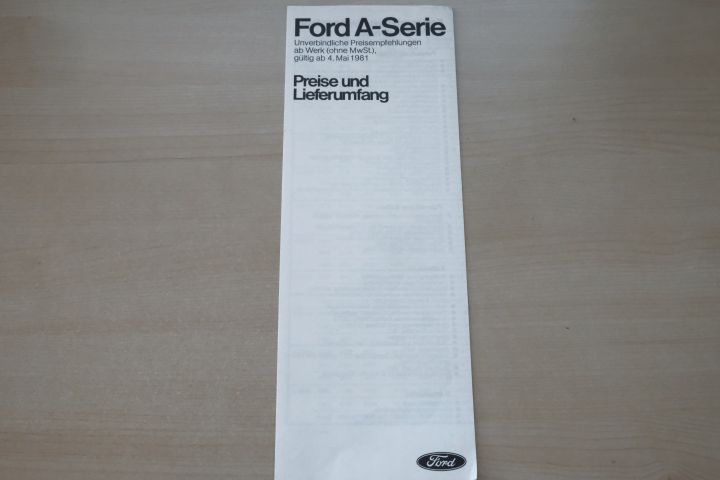 Ford A-Serie
Unverbindliche Preisempfehlungen
ab Werk (ohne MwSt.),
gültig ab 4. Mai 1981
Preise und
Lieferumfang
Ford